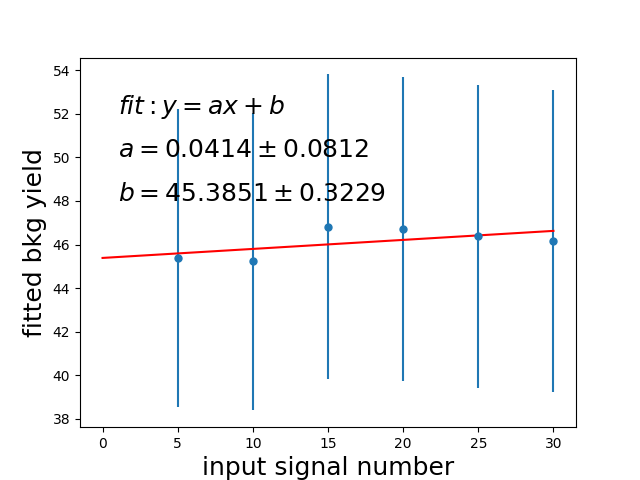 54
52
50
48
46
44
42
40
38
fitted bkg yield
fit : y = ax + b
a = 0.0414 ± 0.0812
b = 45.3851 ± 0.3229
0 5 10 15 20 25 30
input signal number